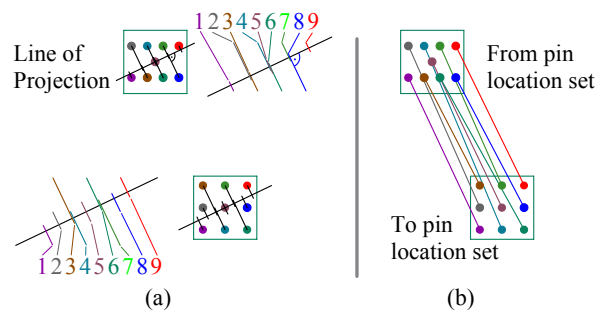 Line of
Projection
1 2 3 4 5 6 7 8 9
1 2 3 4 5 6 7 8 9
(a)
From pin
location set
To pin
location set
(b)